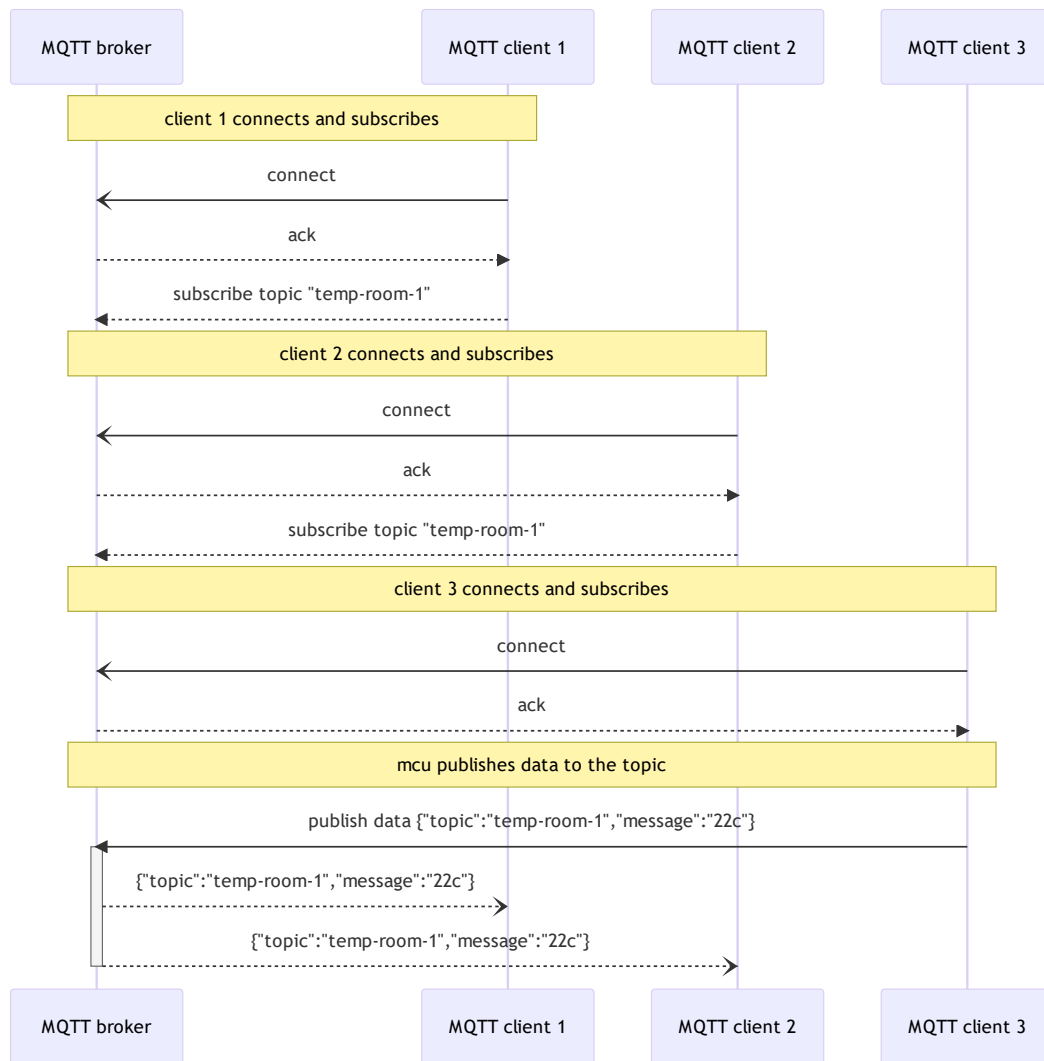 MQTT broker
MQTT client 1
MQTT client 2
MQTT client 3
client 1 connects and subscribes
connect
ack
subscribe topic "temp-room-1"
client 2 connects and subscribes
connect
ack
subscribe topic "temp-room-1"
client 3 connects and subscribes
connect
ack
mcu publishes data to the topic
publish data {"topic":"temp-room-1","message":"22c"}
{"topic":"temp-room-1","message":"22c"}
{"topic":"temp-room-1","message":"22c"}
MQTT broker
MQTT client 1
MQTT client 2
MQTT client 3